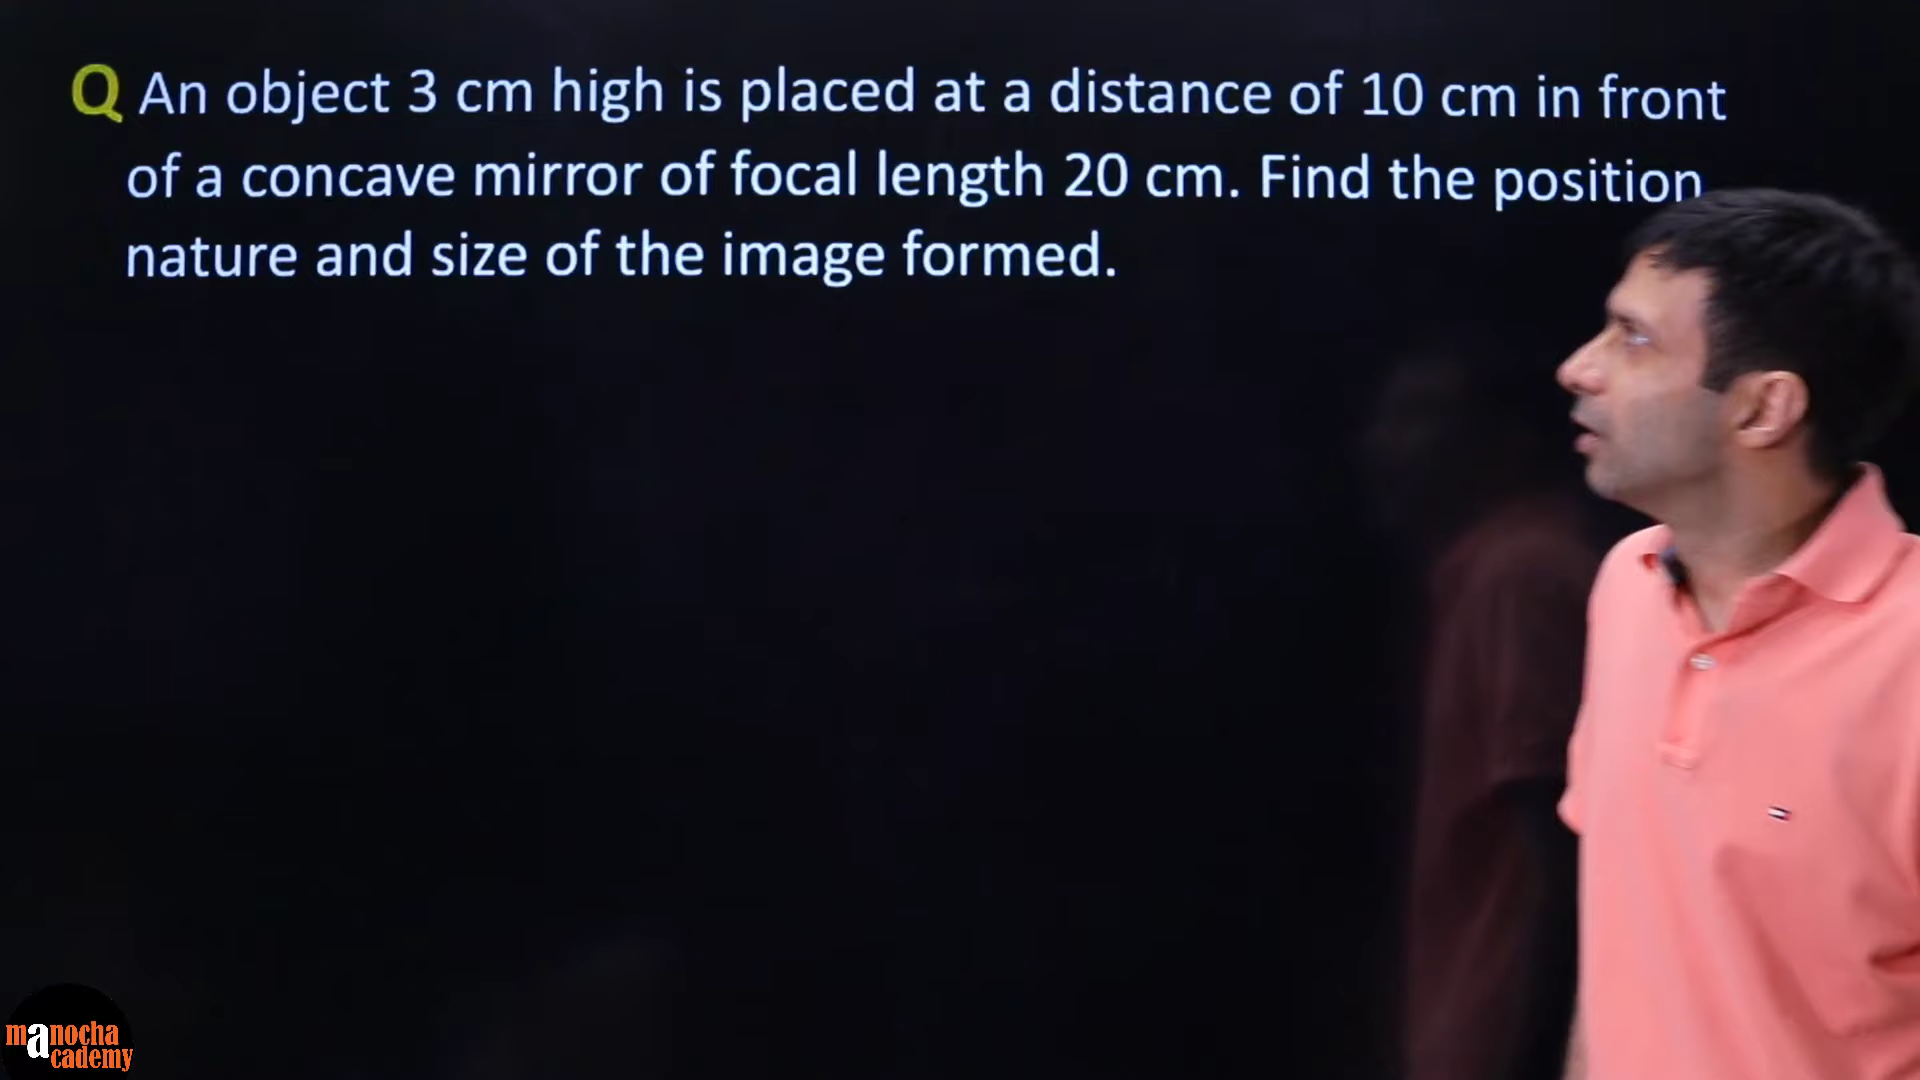 Q An object 3 cm high is placed at a distance of 10 cm in front
of a concave mirror of focal length 20 cm. Find the position
nature and size of the image formed.
manocha
academy